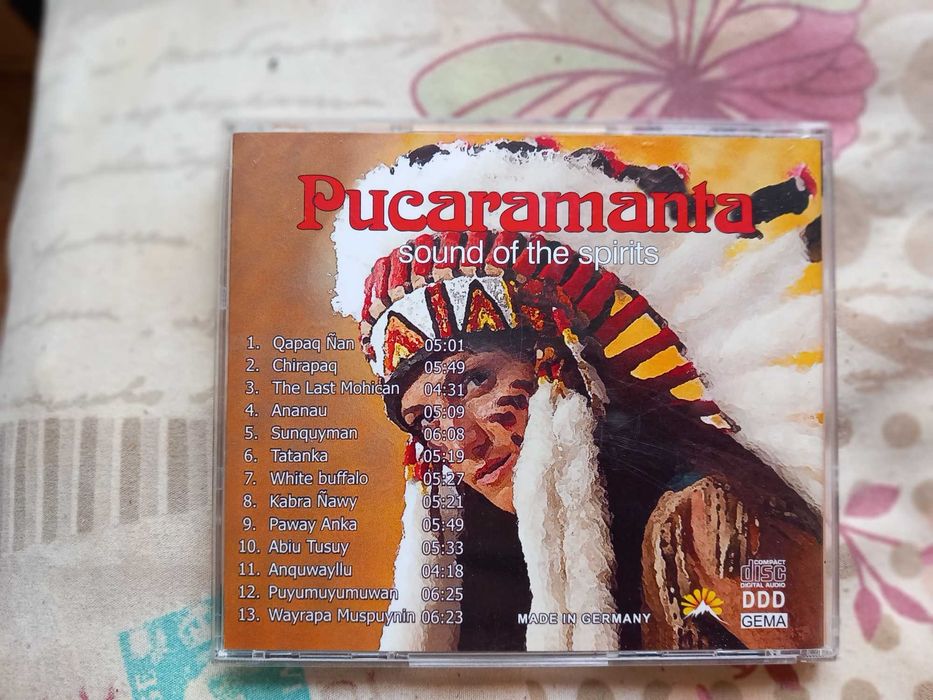 Pucaramanta
sound of the spirits
1. Qapaq Ñan 05:01
2. Chirapaq 05:49
3. The Last Mohican 04:31
4. Ananau 05:09
5. Sunquyman 06:08
6. Tatanka 05:19
7. White buffalo 05:27
8. Kabra Ñawy 05:21
9. Paway Anka 05:49
10. Abiu Tusuy 05:33
11. Anquwayllu 04:18
12. Puyumuyumuwan 06:25
13. Wayrapa Muspuynin 06:23
MADE IN GERMANY
COMPACT
disc
DIGITAL AUDIO
DDD
GEMA